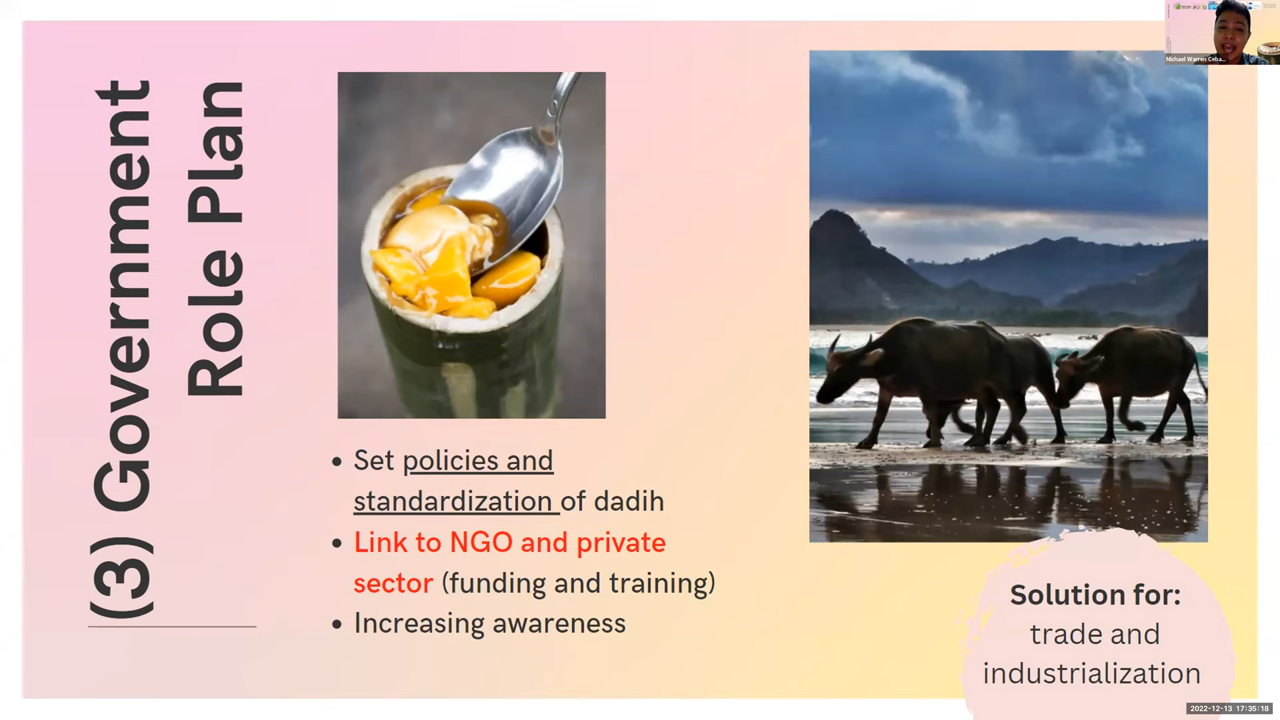 (3) Government
Role Plan
Set policies and
standardization of dadih
Link to NGO and private
sector (funding and training)
Increasing awareness
Solution for:
trade and
industrialization
Michael Warren Ceba...
2022-12-13 17:35:18